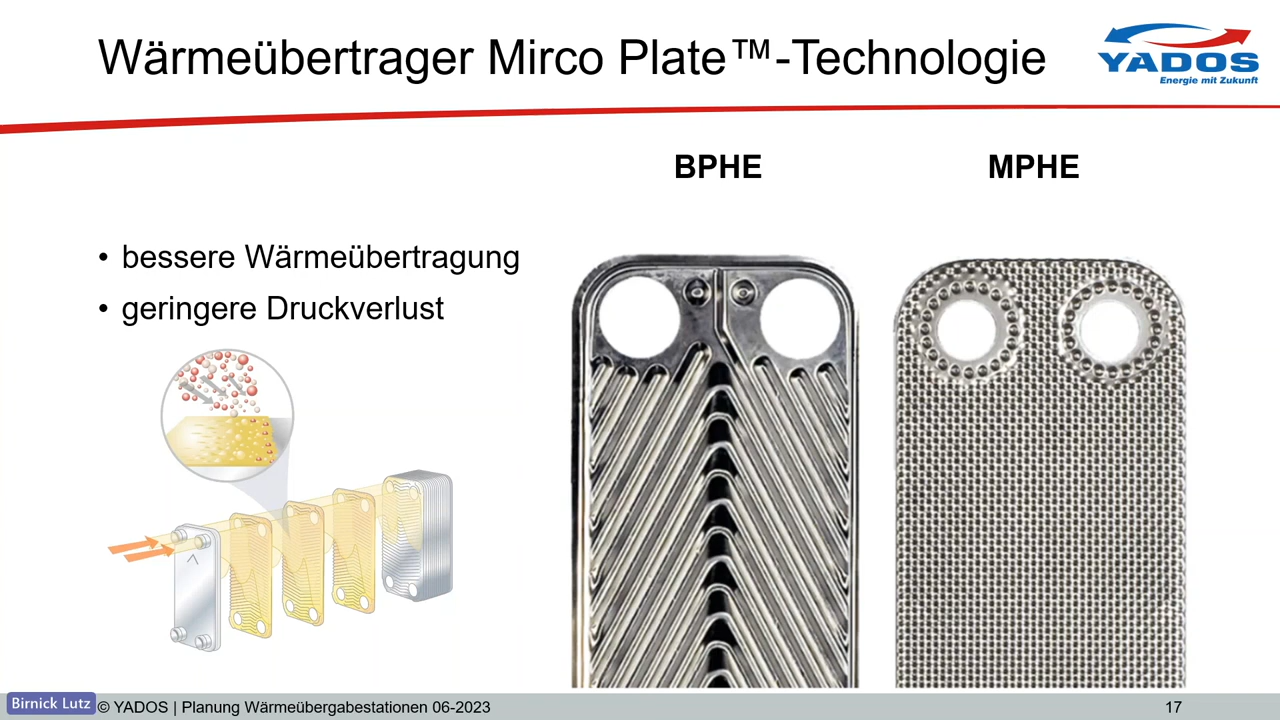 Wärmeübertrager Mirco Plate™-Technologie
YADOS
Energie mit Zukunft
BPHE
MPHE
• bessere Wärmeübertragung
• geringere Druckverlust
Birnick Lutz
© YADOS | Planung Wärmeübergabestationen 06-2023
17